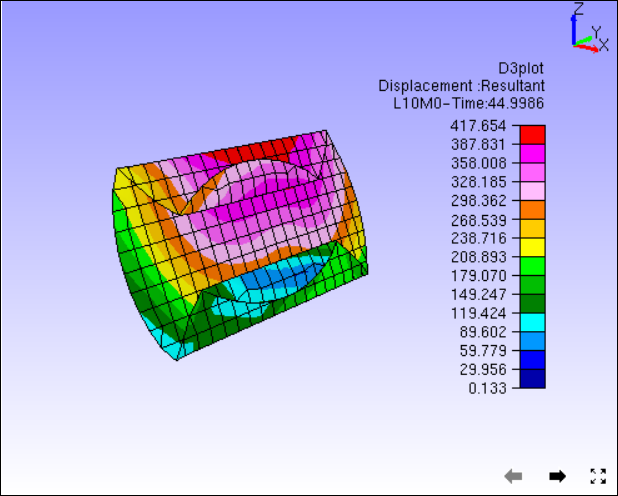 Z
Y
X
D3plot
Displacement :Resultant
L10M0-Time:44.9986
417.654
387.831
358.008
328.185
298.362
268.539
238.716
208.893
179.070
149.247
119.424
89.602
59.779
29.956
0.133